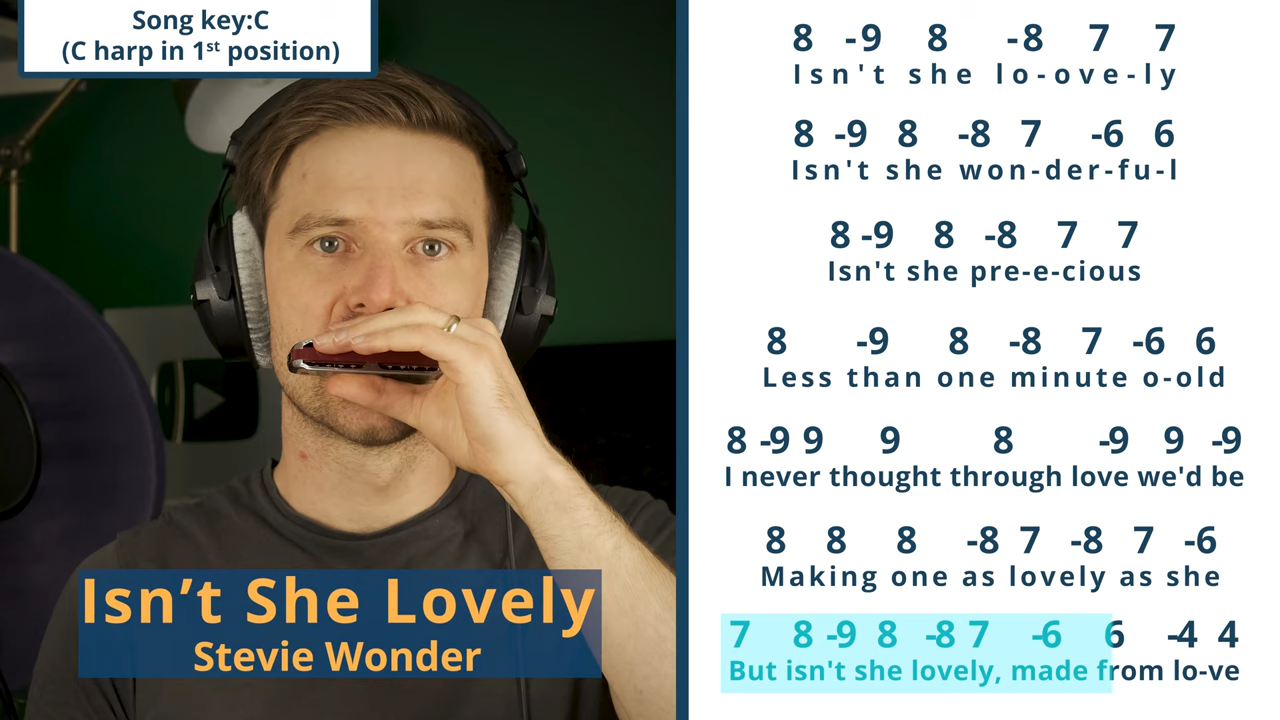 Song key:C
(C harp in 1st position)
8 -9 8 -8 7 7
Isn't she lo-ove-ly
8 -9 8 -8 7 -6 6
Isn't she won-der-fu-l
8 -9 8 -8 7 7
Isn't she pre-e-cious
8 -9 8 -8 7 -6 6
Less than one minute o-old
8 -9 9 9 8 -9 9 -9
I never thought through love we'd be
8 8 8 -8 7 -8 7 -6
Making one as lovely as she
7 8 -9 8 -8 7 -6 6 -4 4
But isn't she lovely, made from lo-ve
Isn’t She Lovely
Stevie Wonder